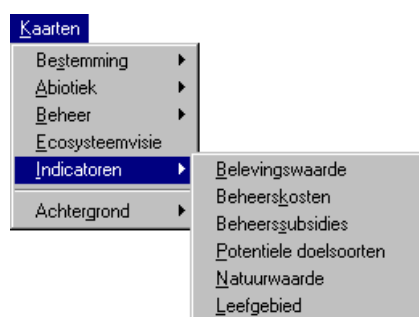 Kaarten
Bestemming
Abiotiek
Beheer
Ecosysteemvisie
Indicatoren
Achtergrond
Belevingswaarde
Beheerskosten
Beheerssubsidies
Potentiele doelsoorten
Natuurwaarde
Leefgebied